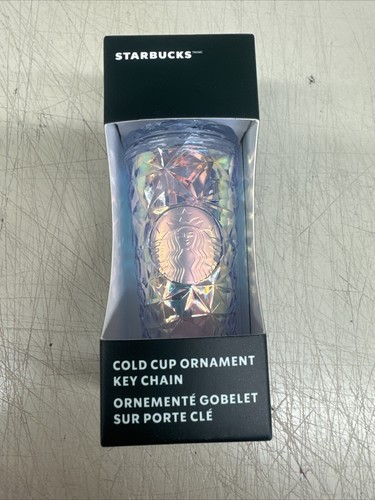 STARBUCKS
COLD CUP ORNAMENT
KEY CHAIN
ORNEMENTÉ GOBELET
SUR PORTE CLÉ